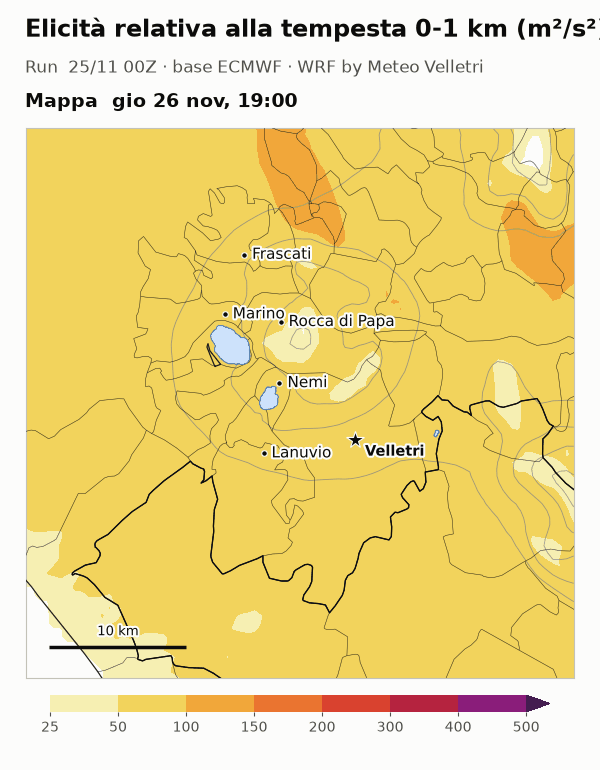 Elicità relativa alla tempesta 0-1 km (m²/s²)
Run  25/11 00Z · base ECMWF · WRF by Meteo Velletri
Mappa  gio 26 nov, 19:00
Frascati
Marino
Rocca di Papa
Nemi
Velletri
Lanuvio
10 km
25 50 100 150 200 300 400 500